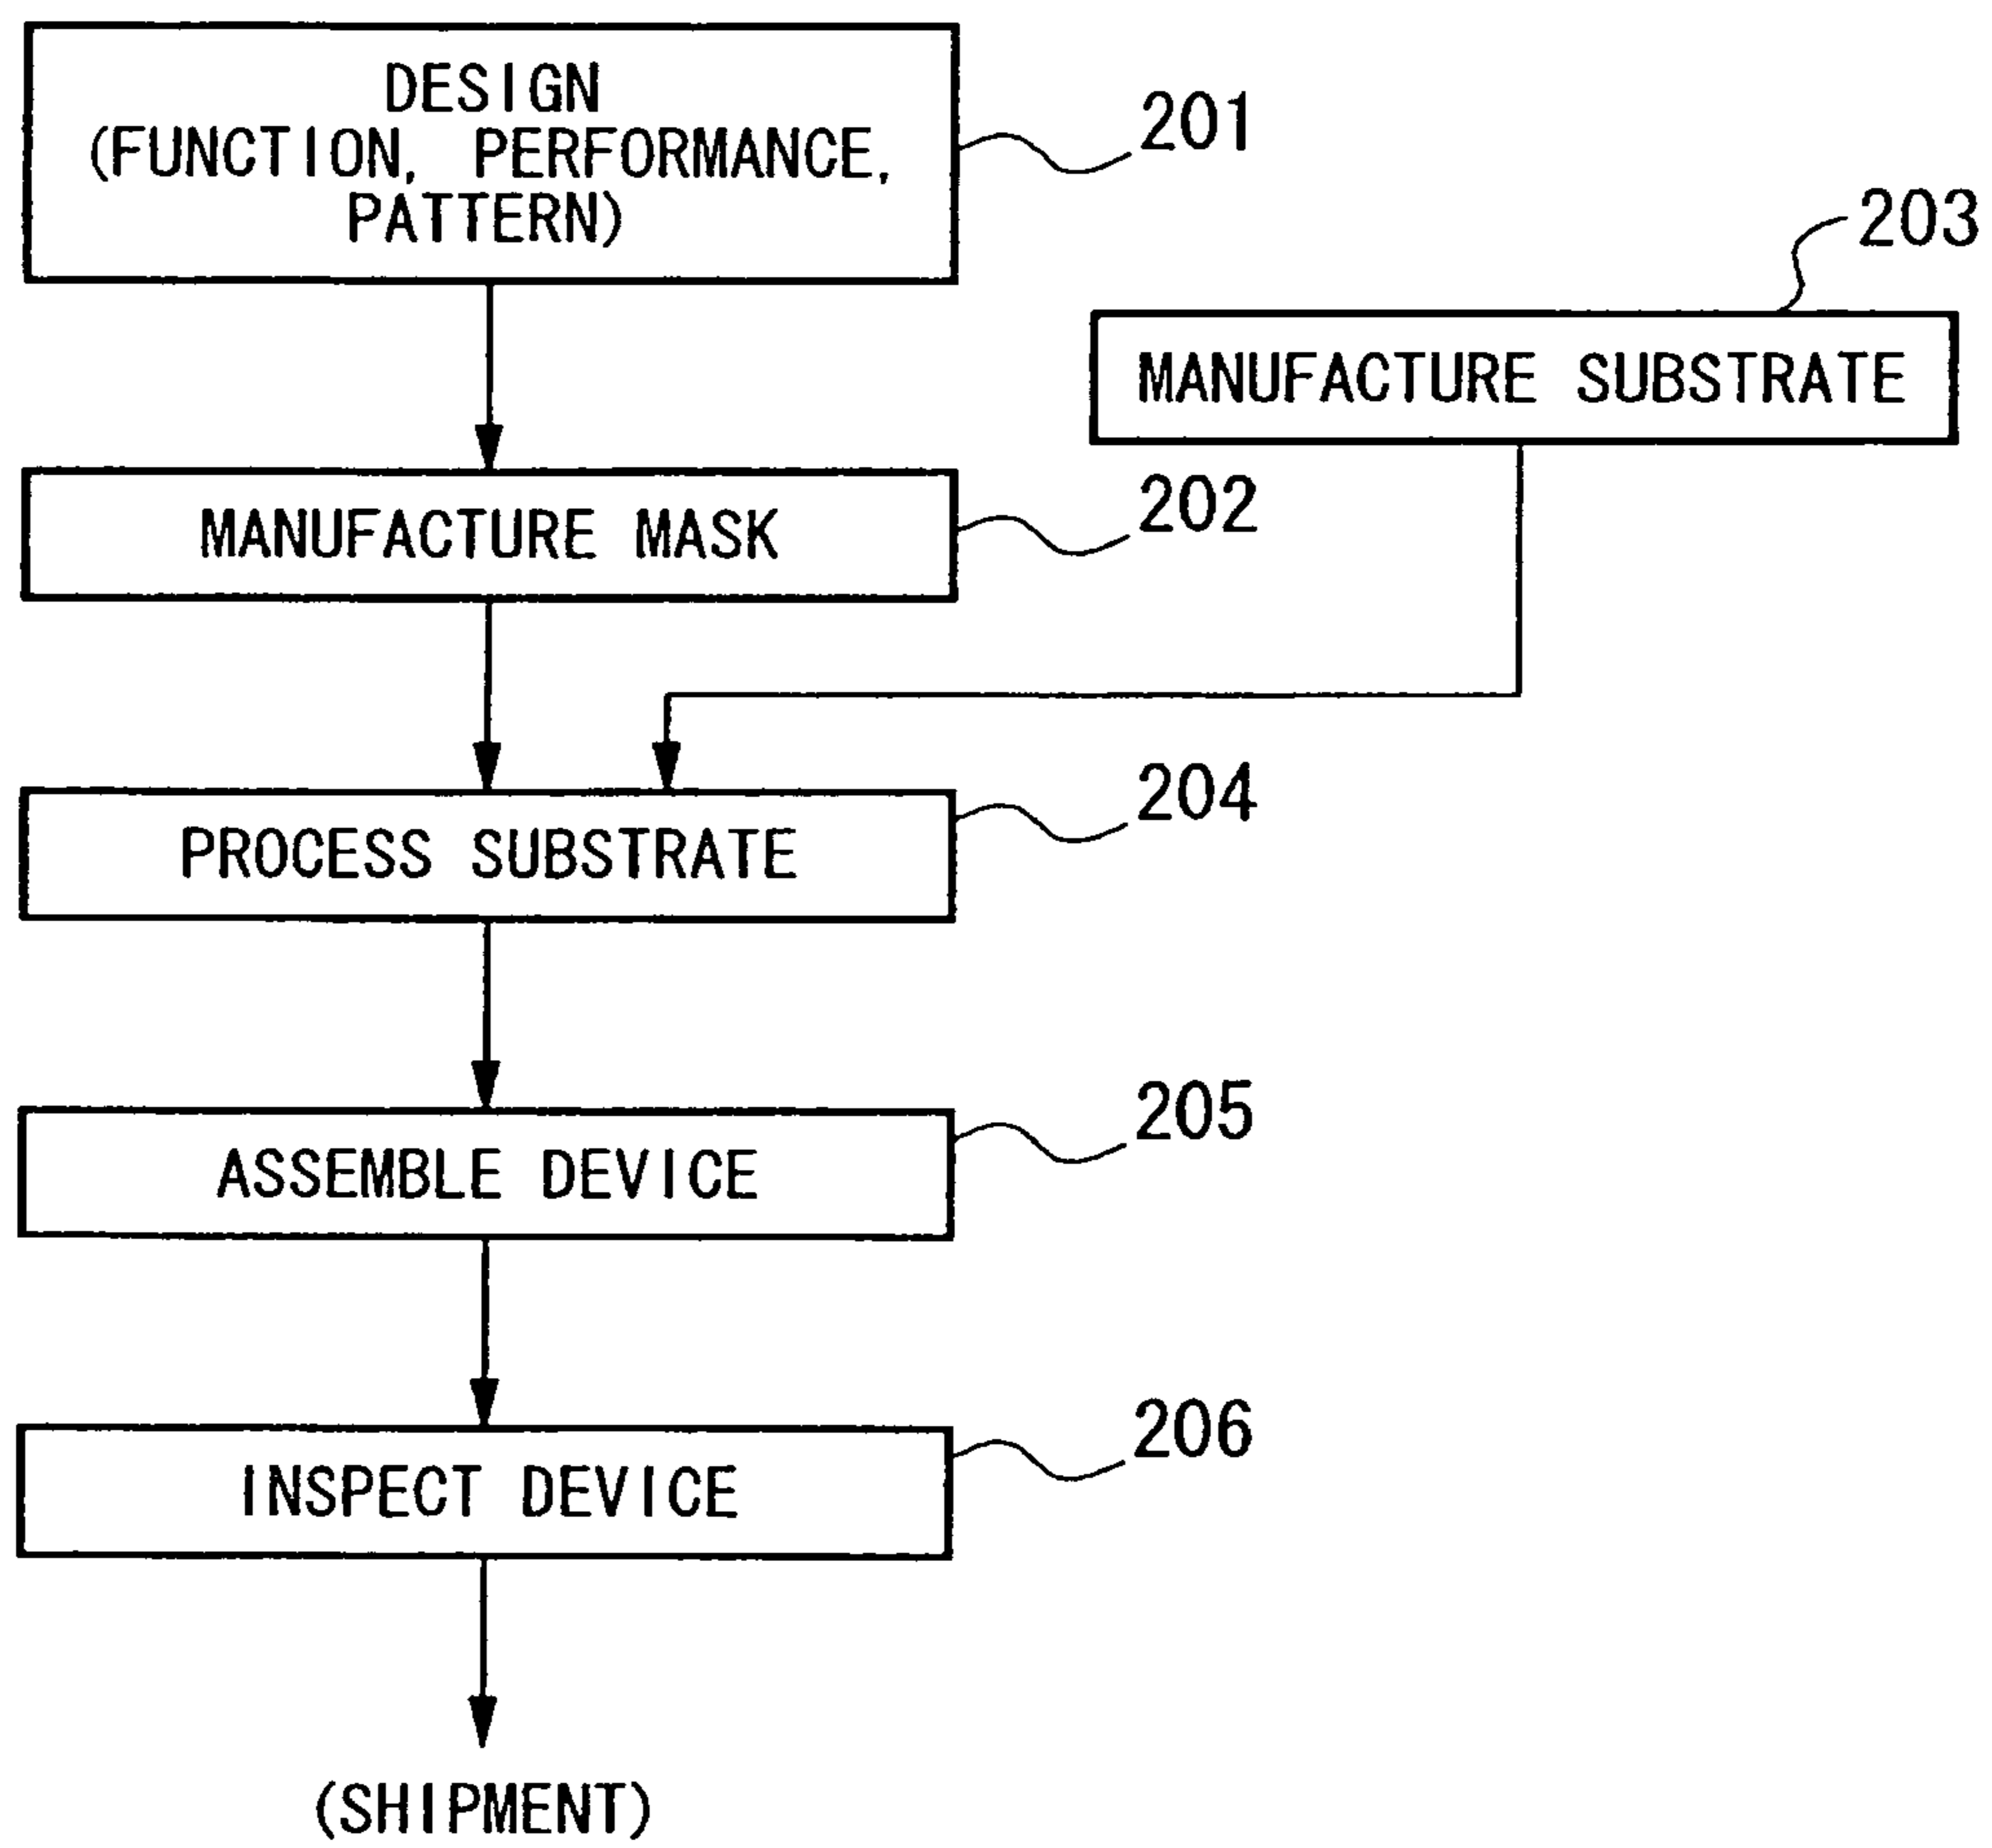 DESIGN
(FUNCTION, PERFORMANCE,
PATTERN)
201
203
MANUFACTURE SUBSTRATE
MANUFACTURE MASK
202
PROCESS SUBSTRATE
204
ASSEMBLE DEVICE
205
INSPECT DEVICE
206
(SHIPMENT)